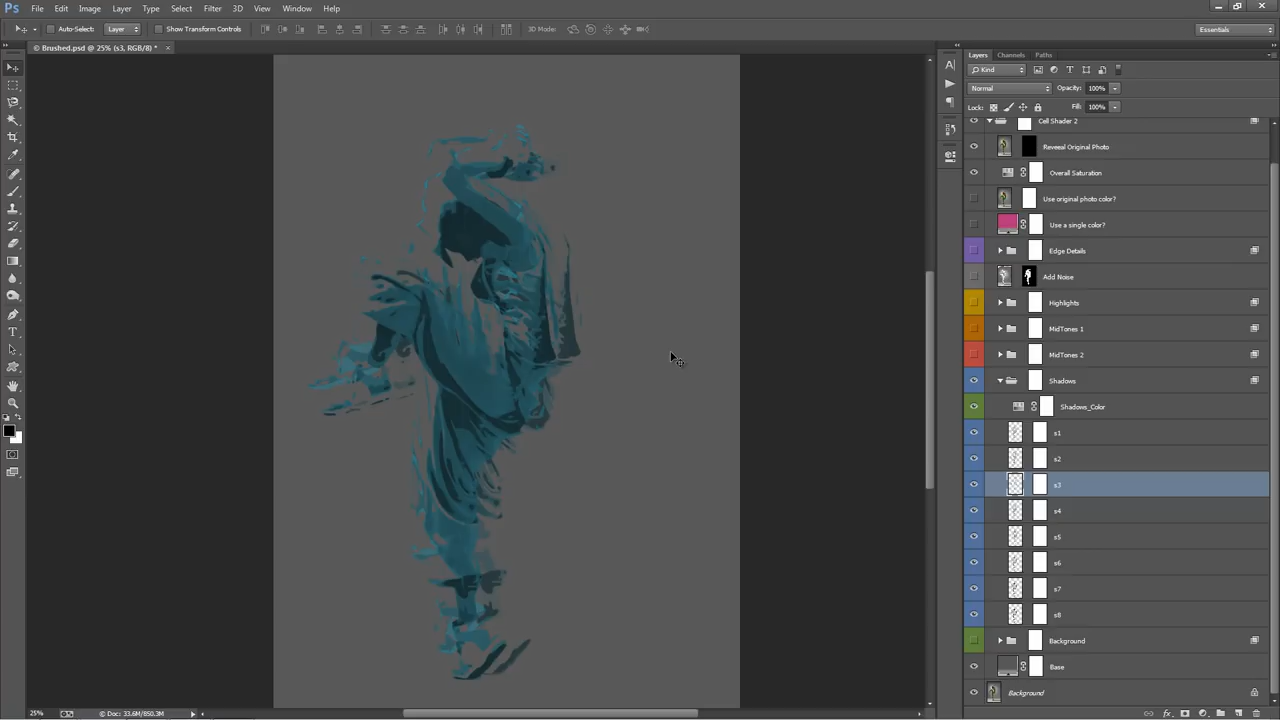 Ps File Edit Image Layer Type Select Filter 3D View Window Help
Auto-Select: Layer Show Transform Controls 3D Mode: Essentials
© Brushed.psd @ 25% (s3, RGB/8) * ×
Layers Channels Paths
Kind
Normal Opacity: 100%
Lock: Fill: 100%
Cell Shader 2
Reveeal Original Photo
Overall Saturation
Use original photo color?
Use a single color?
Edge Details
Add Noise
Highlights
MidTones 1
MidTones 2
Shadows
Shadows_Color
s1
s2
s3
s4
s5
s6
s7
s8
Background
Base
Background
25% Doc: 33.6M/850.3M